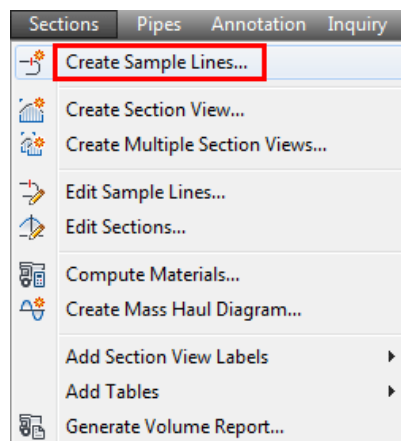 Sections Pipes Annotation Inquiry
Create Sample Lines...
Create Section View...
Create Multiple Section Views...
Edit Sample Lines...
Edit Sections...
Compute Materials...
Create Mass Haul Diagram...
Add Section View Labels
Add Tables
Generate Volume Report...